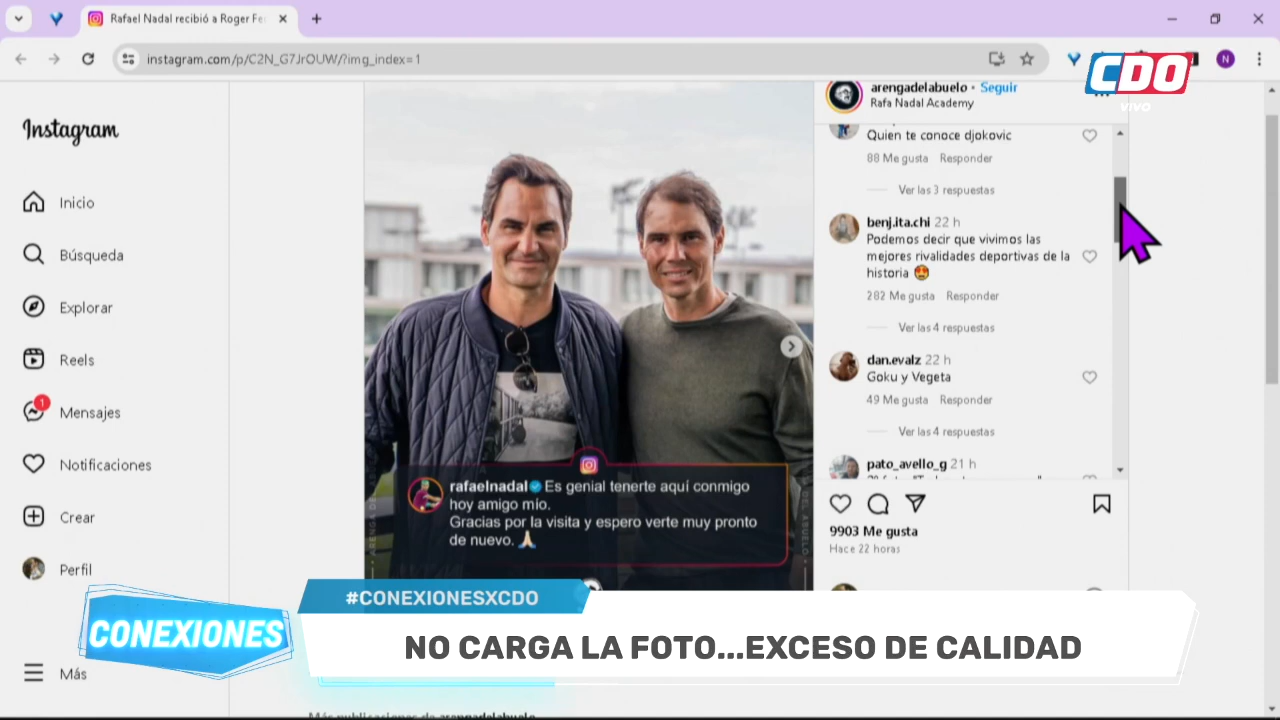 Rafael Nadal recibió a Roger Fe
instagram.com/p/C2N_G7JrOUW/?img_index=1
N
CDO
VIVO
Instagram
Inicio
Búsqueda
Explorar
Reels
1
Mensajes
Notificaciones
Crear
Perfil
Más
arengadelabuelo • Seguir
Rafa Nadal Academy
Quien te conoce djokovic
88 Me gusta Responder
Ver las 3 respuestas
benj.ita.chi 22 h
Podemos decir que vivimos las
mejores rivalidades deportivas de la
historia 😍
282 Me gusta Responder
Ver las 4 respuestas
dan.evalz 22 h
Goku y Vegeta
49 Me gusta Responder
Ver las 4 respuestas
pato_avello_g 21 h
9903 Me gusta
Hace 22 horas
rafaelnadal Es genial tenerte aquí conmigo
hoy amigo mío.
Gracias por la visita y espero verte muy pronto
de nuevo. 🙏🏻
#CONEXIONESXCDO
CONEXIONES
NO CARGA LA FOTO...EXCESO DE CALIDAD
Más publicaciones de arengadelabuelo